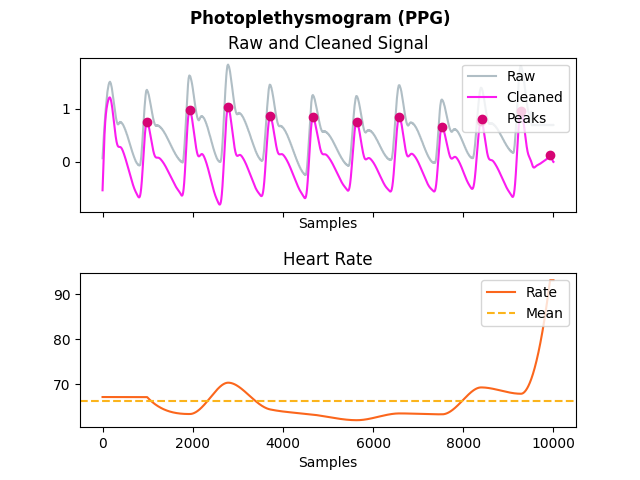 Photoplethysmogram (PPG)
Raw and Cleaned Signal
1
0
Raw
Cleaned
Peaks
Samples
Heart Rate
90
80
70
Rate
Mean
0 2000 4000 6000 8000 10000
Samples